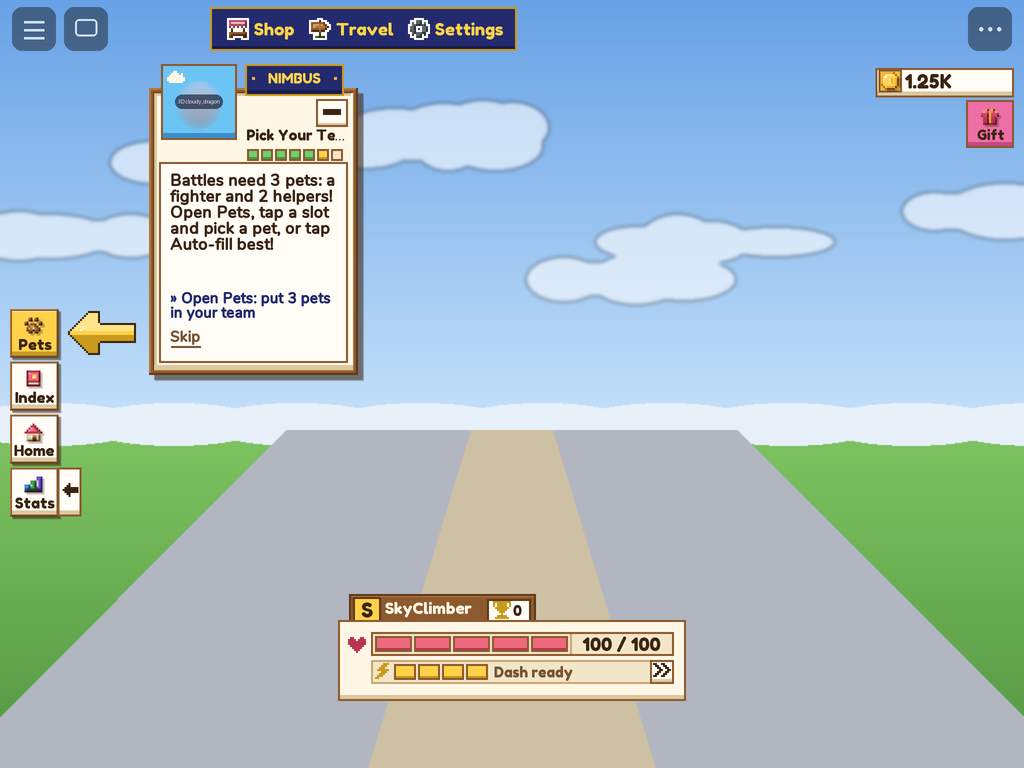 Shop Travel Settings
1.25K
Gift
3D cloudy_dragon
· NIMBUS ·
Pick Your Te...
Battles need 3 pets: a
fighter and 2 helpers!
Open Pets, tap a slot
and pick a pet, or tap
Auto-fill best!
» Open Pets: put 3 pets
in your team
Skip
Pets
Index
Home
Stats
S SkyClimber 0
100 / 100
Dash ready